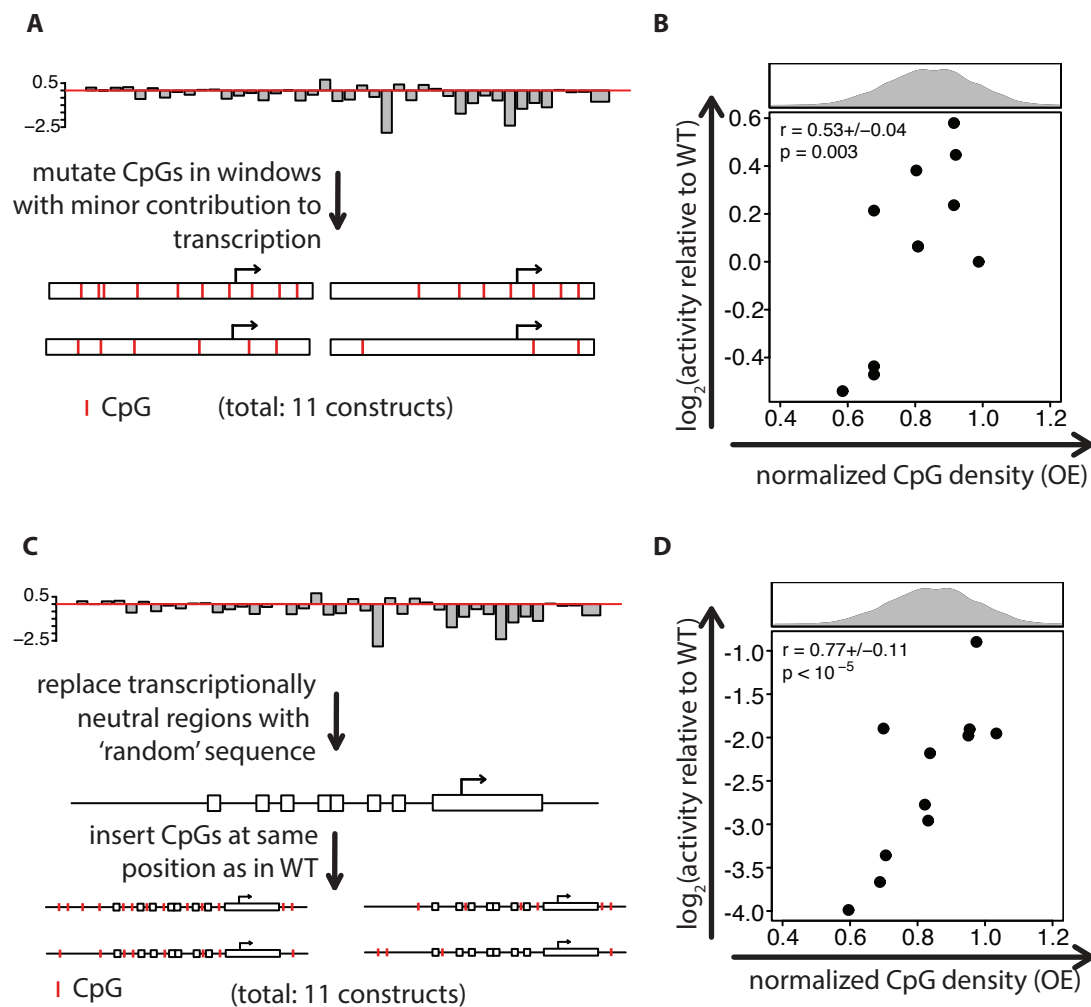 A
0.5
−2.5
mutate CpGs in windows
with minor contribution to
transcription
CpG (total: 11 constructs)
B
r = 0.53+/−0.04
p = 0.003
0.6
0.4
0.2
0.0
-0.2
-0.4
0.4 0.6 0.8 1.0 1.2
log2(activity relative to WT)
normalized CpG density (OE)
C
0.5
−2.5
replace transcriptionally
neutral regions with
'random' sequence
insert CpGs at same
position as in WT
CpG (total: 11 constructs)
D
r = 0.77+/−0.11
p < 10 −5
-1.0
-1.5
-2.0
-2.5
-3.0
-3.5
-4.0
0.4 0.6 0.8 1.0 1.2
log2(activity relative to WT)
normalized CpG density (OE)